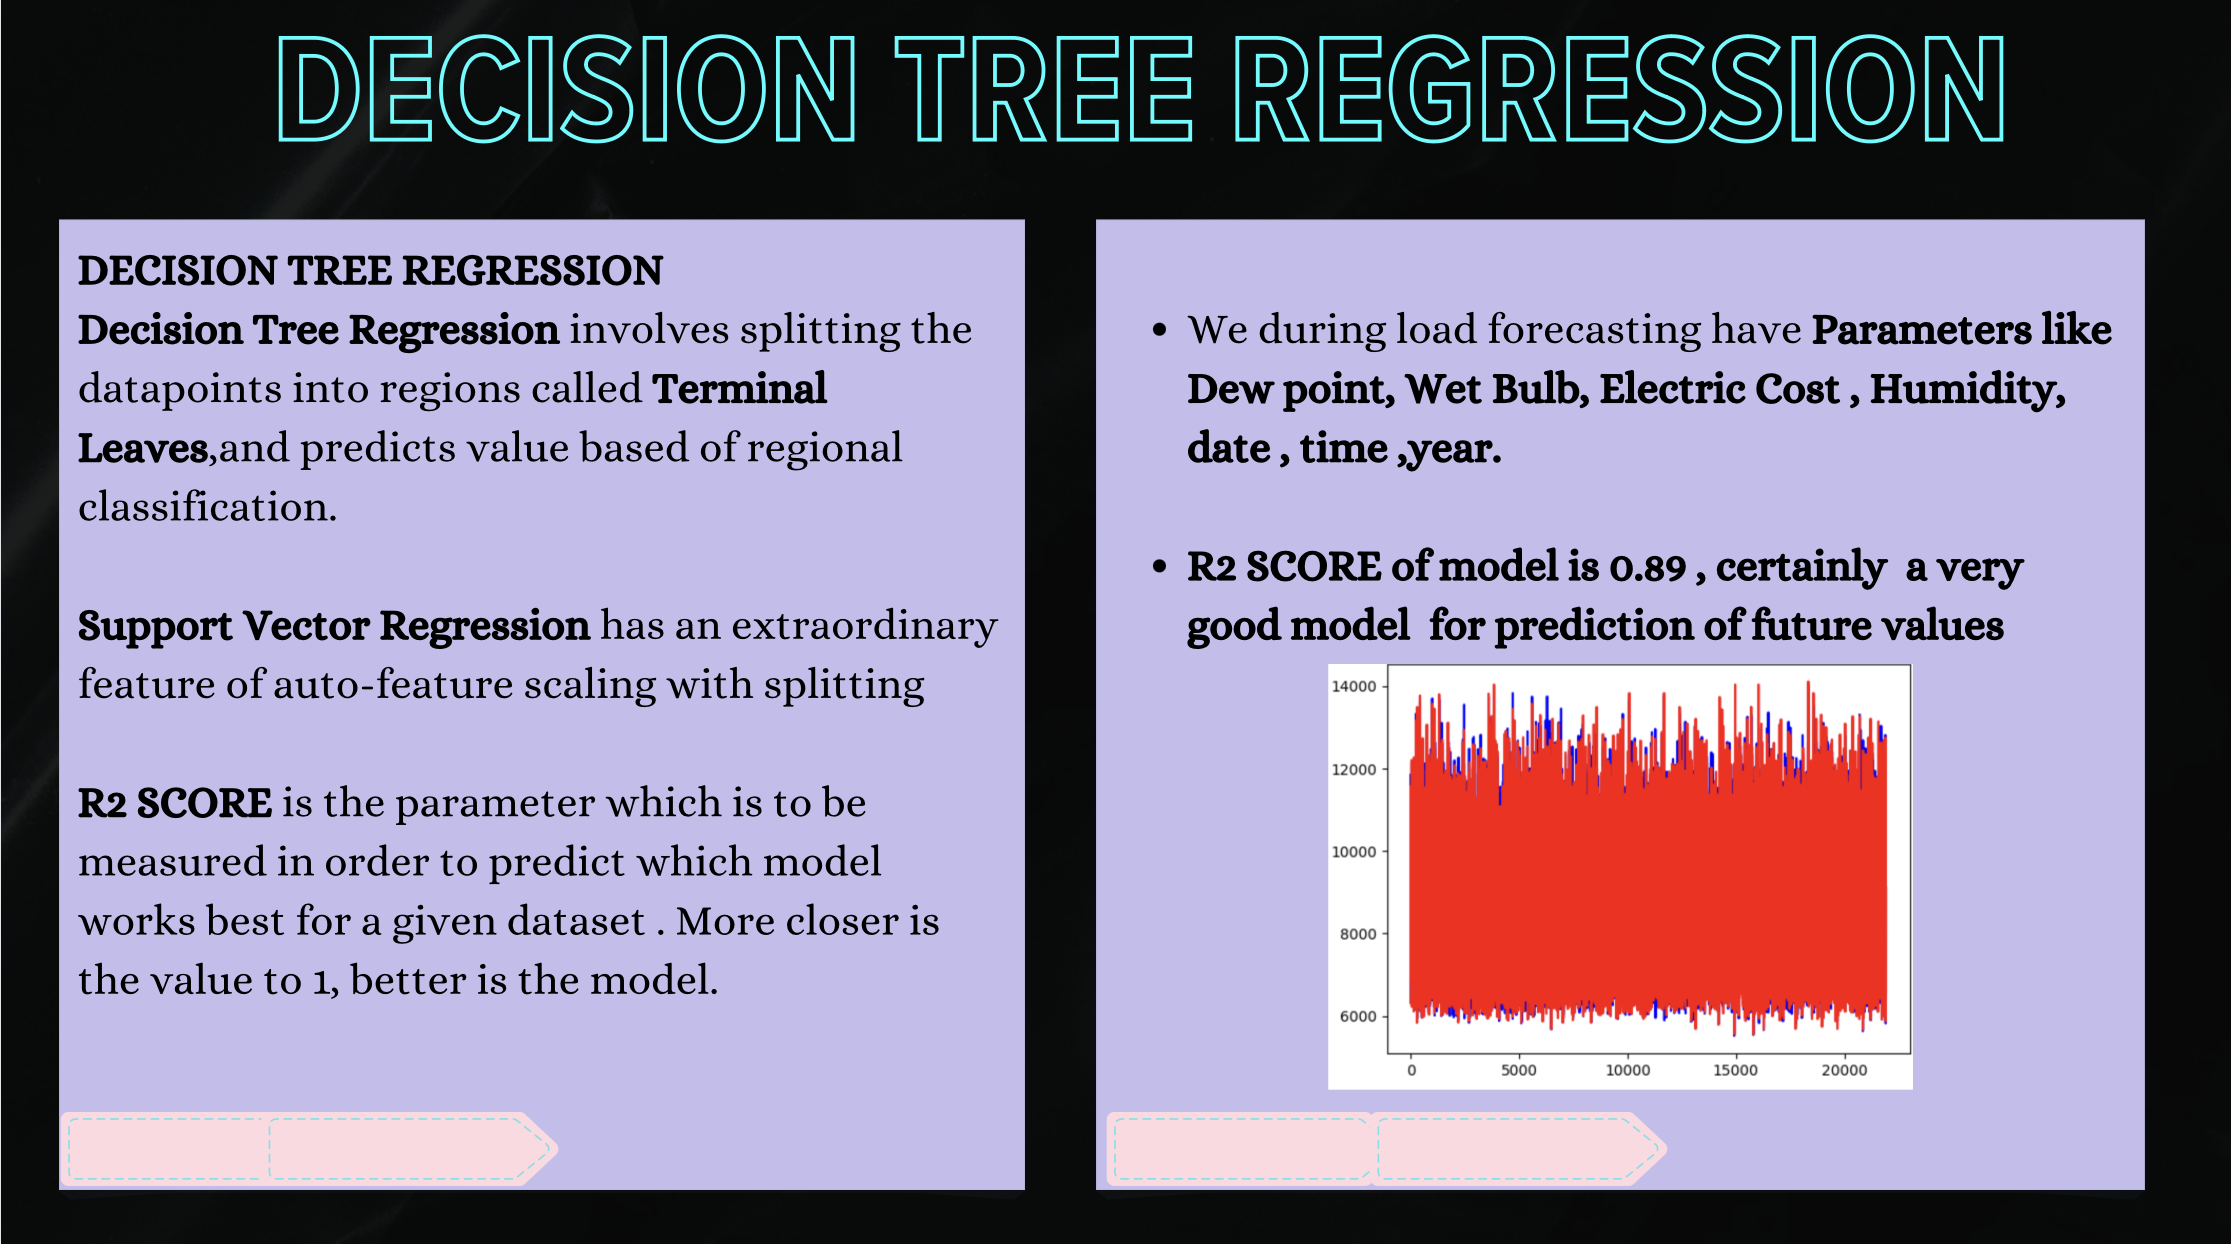 DECISION TREE REGRESSION
DECISION TREE REGRESSION
Decision Tree Regression involves splitting the
datapoints into regions called Terminal
Leaves,and predicts value based of regional
classification.
Support Vector Regression has an extraordinary
feature of auto-feature scaling with splitting
R2 SCORE is the parameter which is to be
measured in order to predict which model
works best for a given dataset . More closer is
the value to 1, better is the model.
• We during load forecasting have Parameters like
Dew point, Wet Bulb, Electric Cost , Humidity,
date , time ,year.
• R2 SCORE of model is 0.89 , certainly  a very
good model  for prediction of future values
14000
12000
10000
8000
6000
0 5000 10000 15000 20000